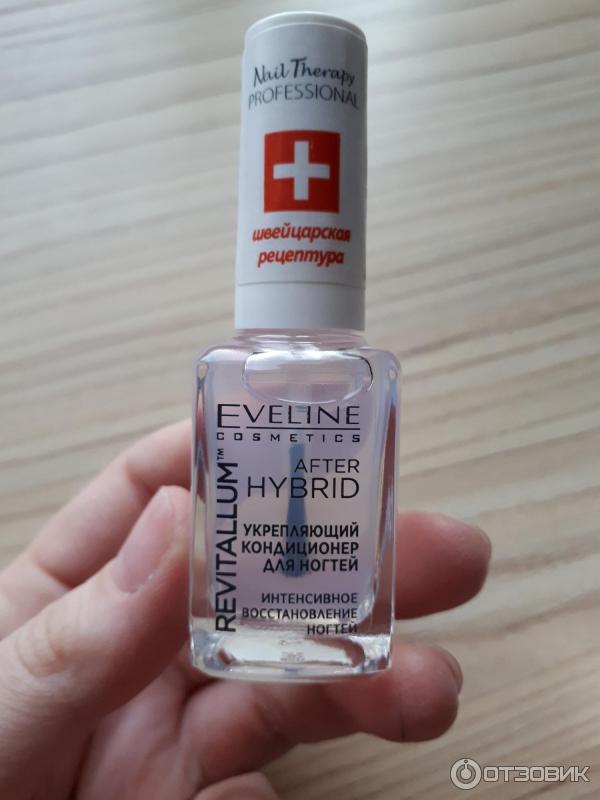 Nail Therapy
PROFESSIONAL
швейцарская
рецептура
EVELINE
COSMETICS
REVITALLUM™
AFTER
HYBRID
УКРЕПЛЯЮЩИЙ
КОНДИЦИОНЕР
ДЛЯ НОГТЕЙ
ИНТЕНСИВНОЕ
ВОССТАНОВЛЕНИЕ
НОГТЕЙ
ОТЗОВИК